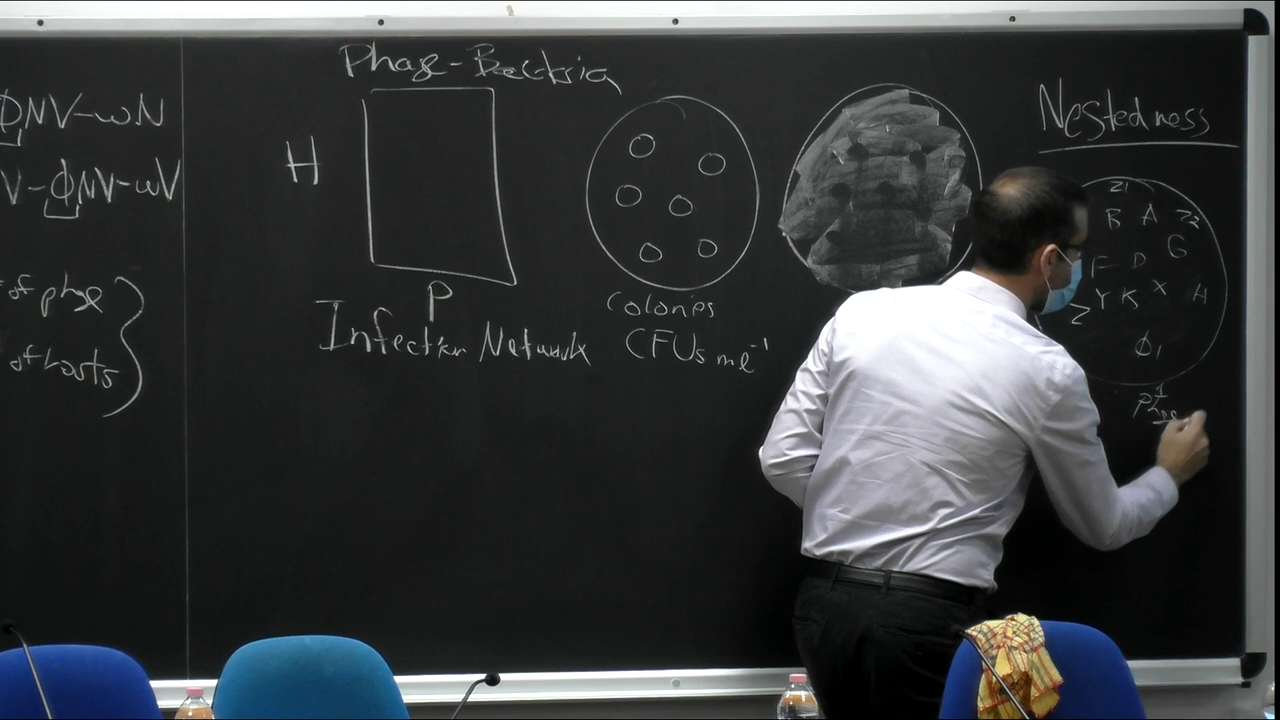 ϕNV-ωN
V-ϕNV-ωV
of phage
of hosts
Phage-Bacteria
H
P
Infection Network
Colonies
CFUs ml⁻¹
Nestedness
Z1
B A Z2
G
F D
Z Y K X H
ϕ1
1